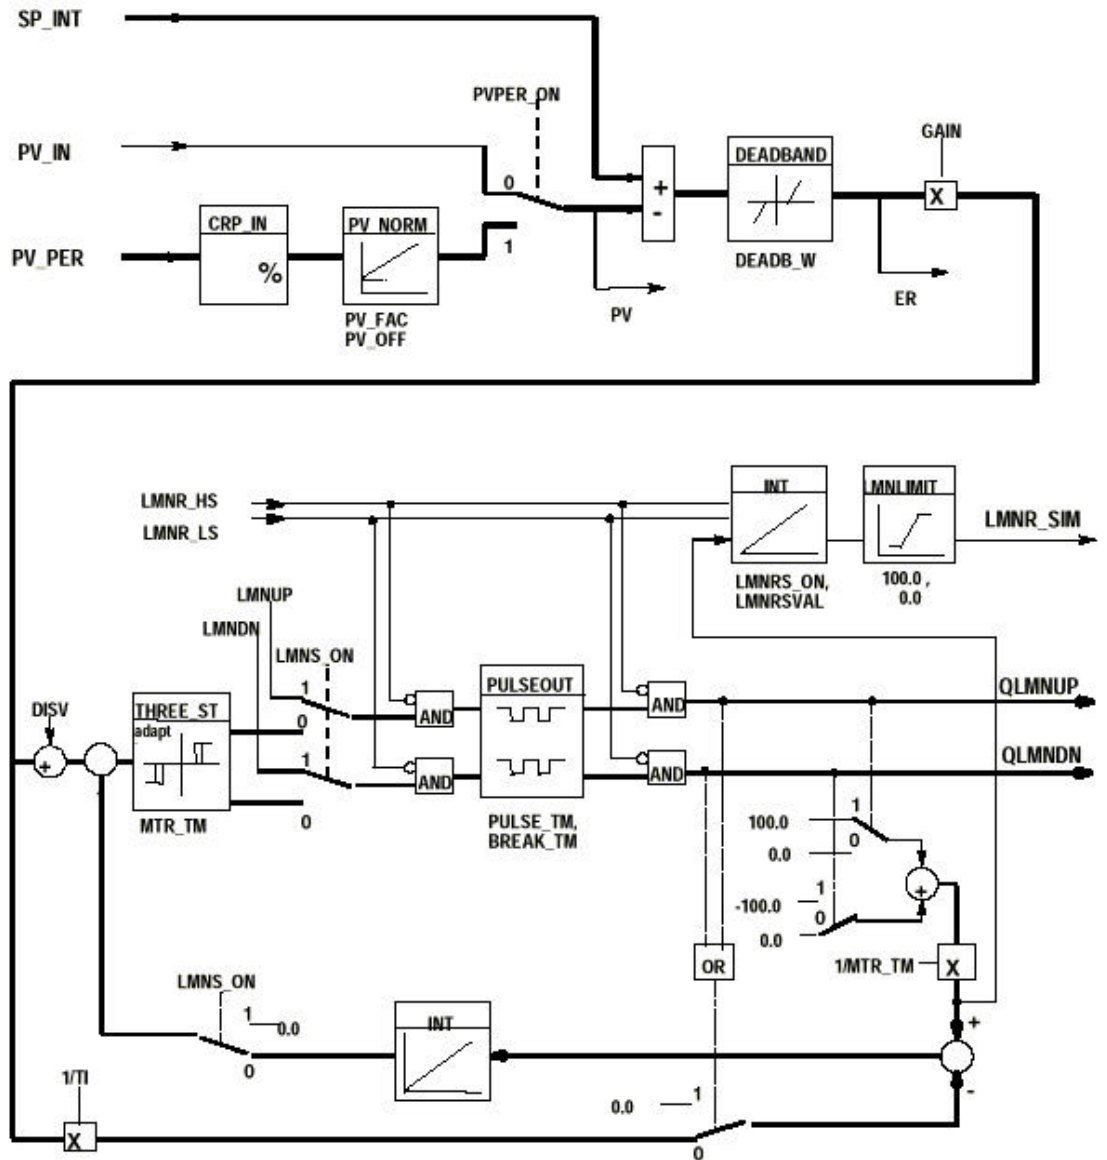 SP_INT
PVPER_ON
PV_IN
GAIN
DEADBAND
0
+
X
-
CRP_IN
PV_NORM
PV_PER
1
%
DEADB_W
PV_FAC
PV_OFF
PV
ER
INT
LMNLIMIT
LMNR_HS
LMNR_LS
LMNR_SIM
LMNRS_ON,
LMNRSVAL
100.0 ,
0.0
LMNUP
LMNDN
LMNS_ON
1
PULSEOUT
QLMNUP
DISV
THREE_ST
AND
AND
adapt
0
1
QLMNDN
+
AND
AND
MTR_TM
0
PULSE_TM,
BREAK_TM
1
100.0
0
0.0
1
+
-100.0
0
0.0
OR
1/MTR_TM
X
LMNS_ON
1
0.0
INT
+
0
1/TI
-
1
0.0
X
0